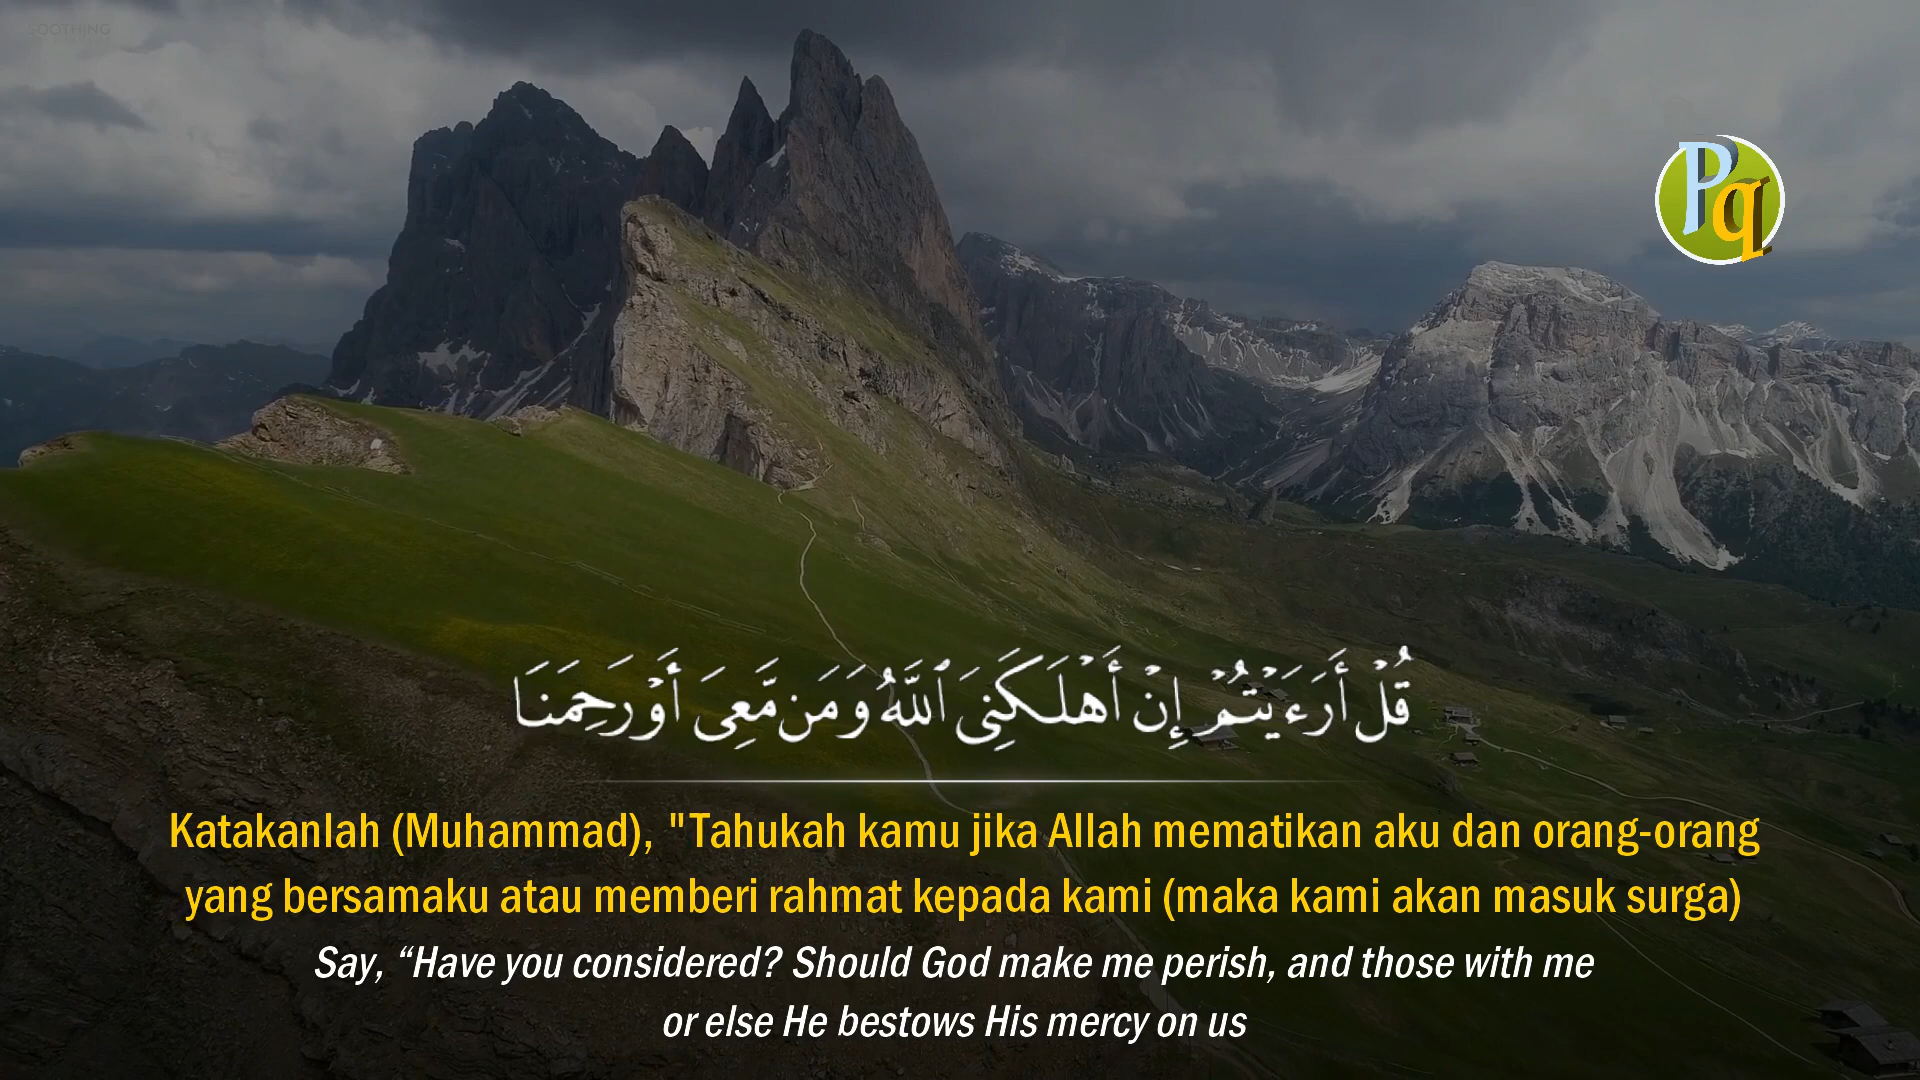 SOOTHING
Pq
قُلْ أَرَءَيْتُمْ إِنْ أَهْلَكَنِىَ ٱللَّهُ وَمَن مَّعِىَ أَوْ رَحِمَنَا
Katakanlah (Muhammad), "Tahukah kamu jika Allah mematikan aku dan orang-orang
yang bersamaku atau memberi rahmat kepada kami (maka kami akan masuk surga)
Say, “Have you considered? Should God make me perish, and those with me
or else He bestows His mercy on us